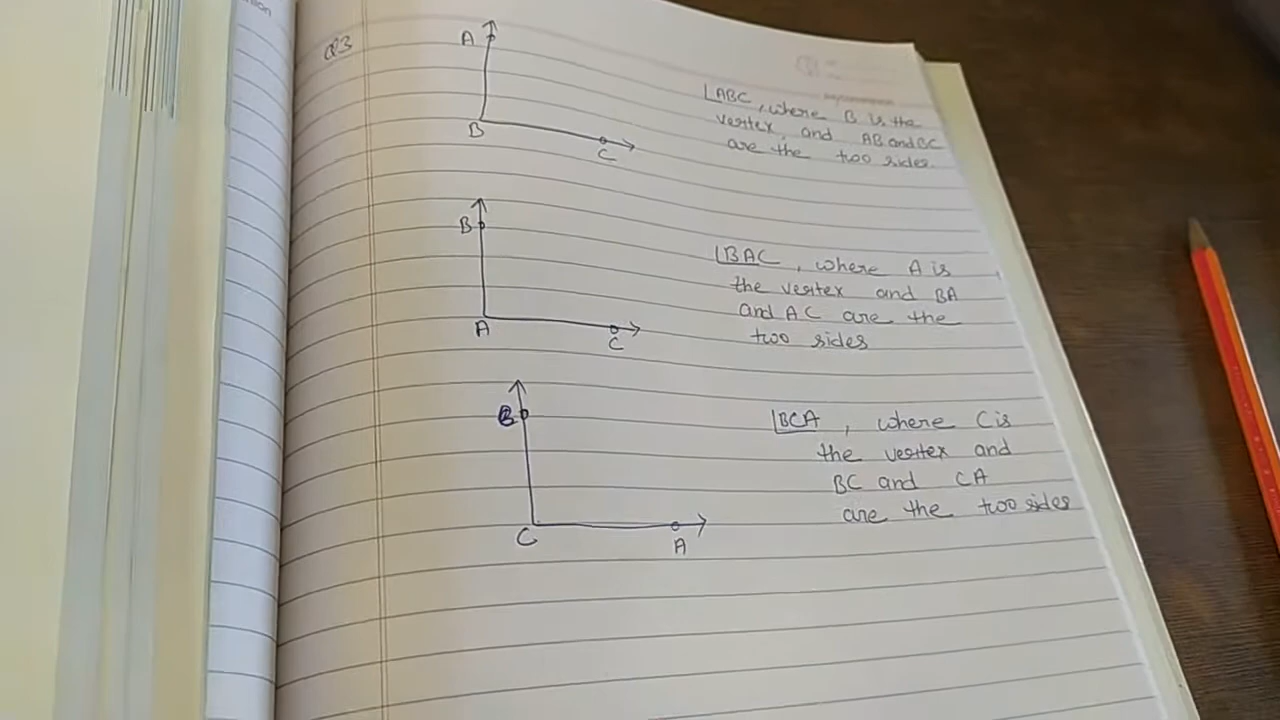 Q3
A
B
C
∠ABC, where B is the
vertex, and AB and BC
are the two sides.
B
A
C
∠BAC, where A is
the vertex and BA
and AC are the
two sides
B
C
A
∠BCA, where C is
the vertex and
BC and CA
are the two sides